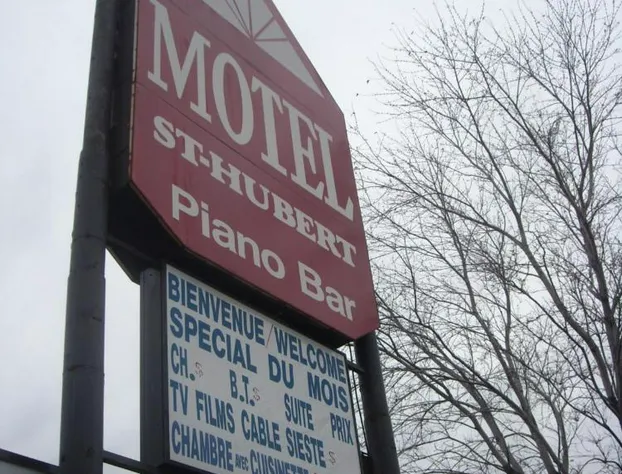 MOTEL
ST-HUBERT
Piano Bar
BIENVENUE/WELCOME
SPECIAL DU MOIS
CH.$ B.T.$ SUITE PRIX
TV FILMS CABLE SIESTE $
CHAMBRE AVEC CUISINETTE $